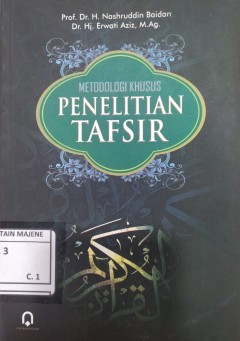 Prof. Dr. H. Nashruddin Baidan
Dr. Hj. Erwati Aziz, M.Ag.
METODOLOGI KHUSUS
PENELITIAN
TAFSIR
TAIN MAJENE
3
C. 1